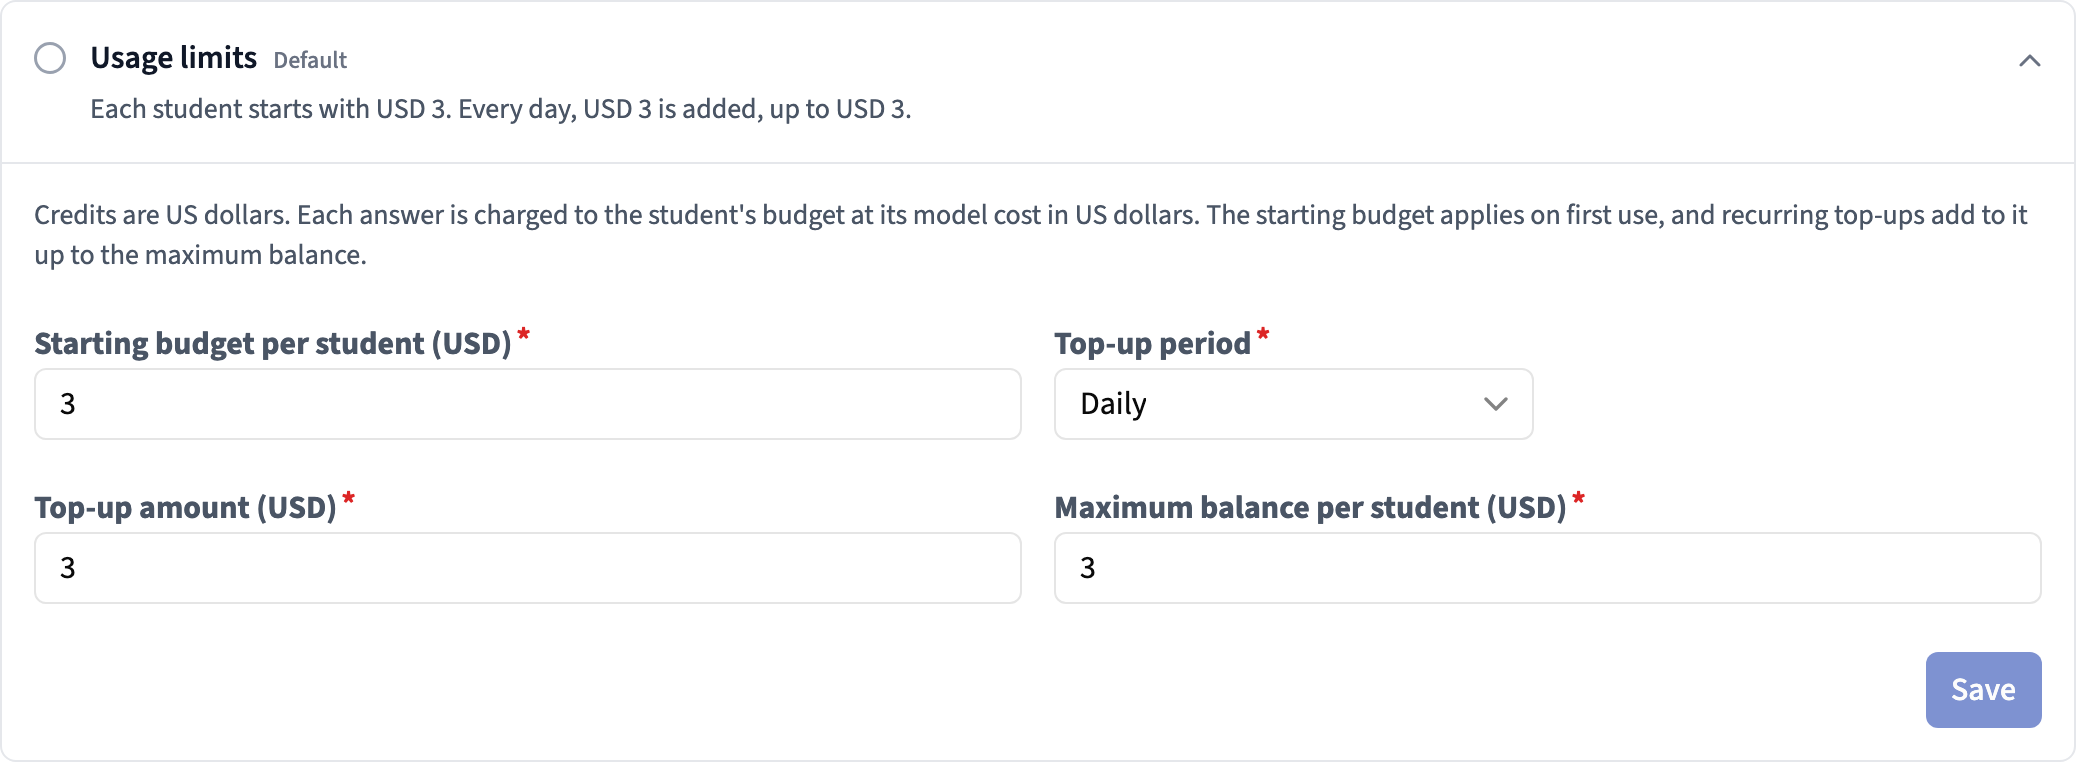 Usage limits Default
Each student starts with USD 3. Every day, USD 3 is added, up to USD 3.
Credits are US dollars. Each answer is charged to the student's budget at its model cost in US dollars. The starting budget applies on first use, and recurring top-ups add to it
up to the maximum balance.
Starting budget per student (USD) *
3
Top-up period *
Daily
Top-up amount (USD) *
3
Maximum balance per student (USD) *
3
Save